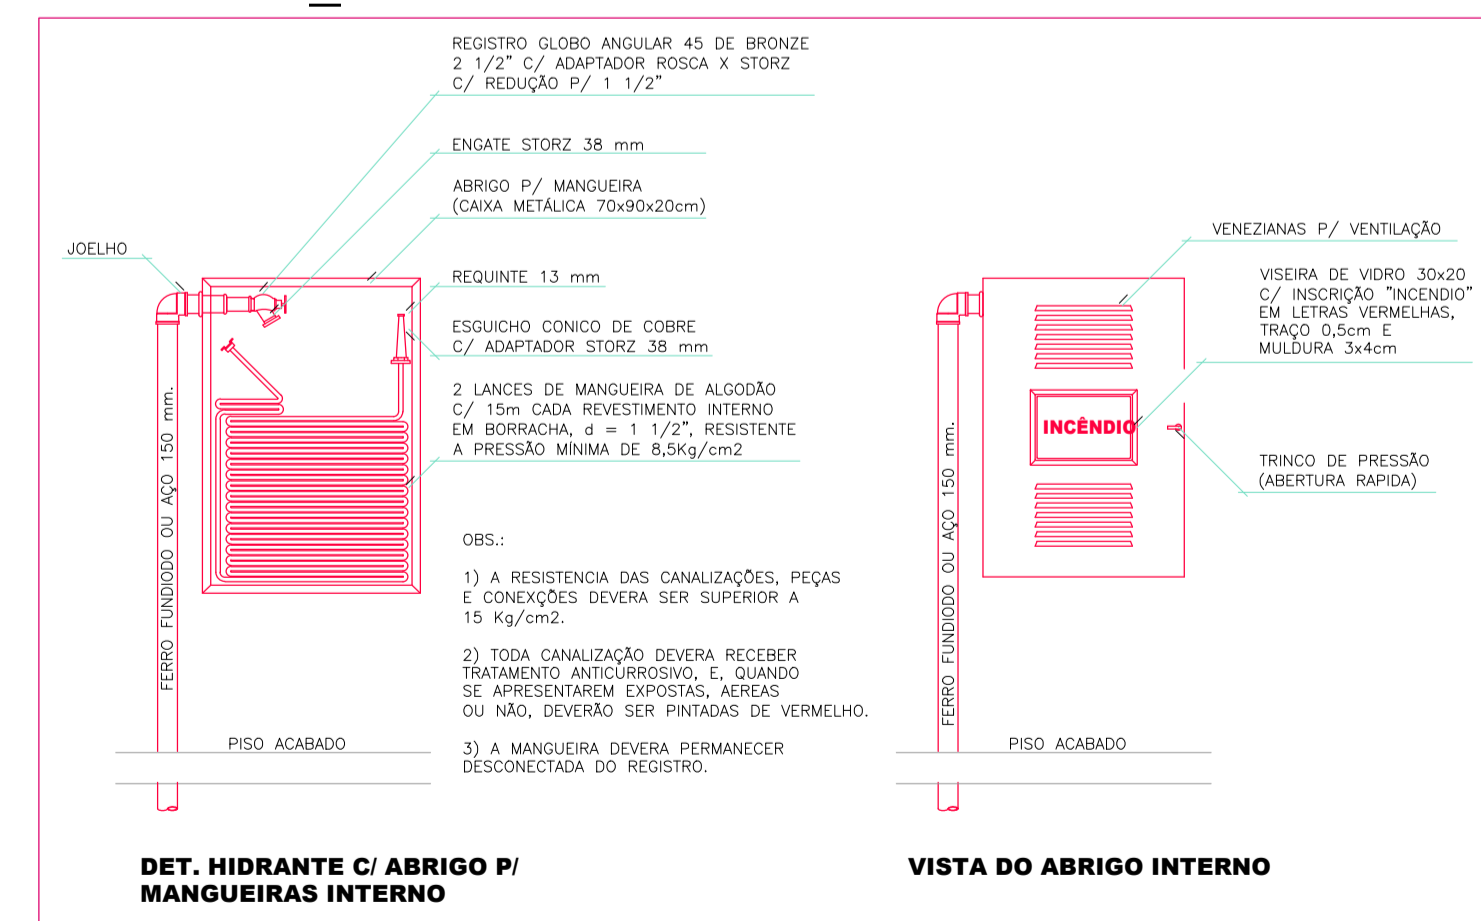 REGISTRO GLOBO ANGULAR 45 DE BRONZE
2 1/2" C/ ADAPTADOR ROSCA X STORZ
C/ REDUÇÃO P/ 1 1/2"
ENGATE STORZ 38 mm
ABRIGO P/ MANGUEIRA
(CAIXA METÁLICA 70x90x20cm)
JOELHO
REQUINTE 13 mm
ESGUICHO CONICO DE COBRE
C/ ADAPTADOR STORZ 38 mm
2 LANCES DE MANGUEIRA DE ALGODÃO
C/ 15m CADA REVESTIMENTO INTERNO
EM BORRACHA, d = 1 1/2", RESISTENTE
A PRESSÃO MÍNIMA DE 8,5Kg/cm2
FERRO FUNDIODO OU AÇO 150 mm.
OBS.:
1) A RESISTENCIA DAS CANALIZAÇÕES, PEÇAS
E CONEXÇÕES DEVERA SER SUPERIOR A
15 Kg/cm2.
2) TODA CANALIZAÇÃO DEVERA RECEBER
TRATAMENTO ANTICURROSIVO, E, QUANDO
SE APRESENTAREM EXPOSTAS, AEREAS
OU NÃO, DEVERÃO SER PINTADAS DE VERMELHO.
3) A MANGUEIRA DEVERA PERMANECER
DESCONECTADA DO REGISTRO.
PISO ACABADO
DET. HIDRANTE C/ ABRIGO P/
MANGUEIRAS INTERNO
VENEZIANAS P/ VENTILAÇÃO
VISEIRA DE VIDRO 30x20
C/ INSCRIÇÃO "INCENDIO"
EM LETRAS VERMELHAS,
TRAÇO 0,5cm E
MULDURA 3x4cm
INCÊNDIO
TRINCO DE PRESSÃO
(ABERTURA RAPIDA)
FERRO FUNDIODO OU AÇO 150 mm.
PISO ACABADO
VISTA DO ABRIGO INTERNO